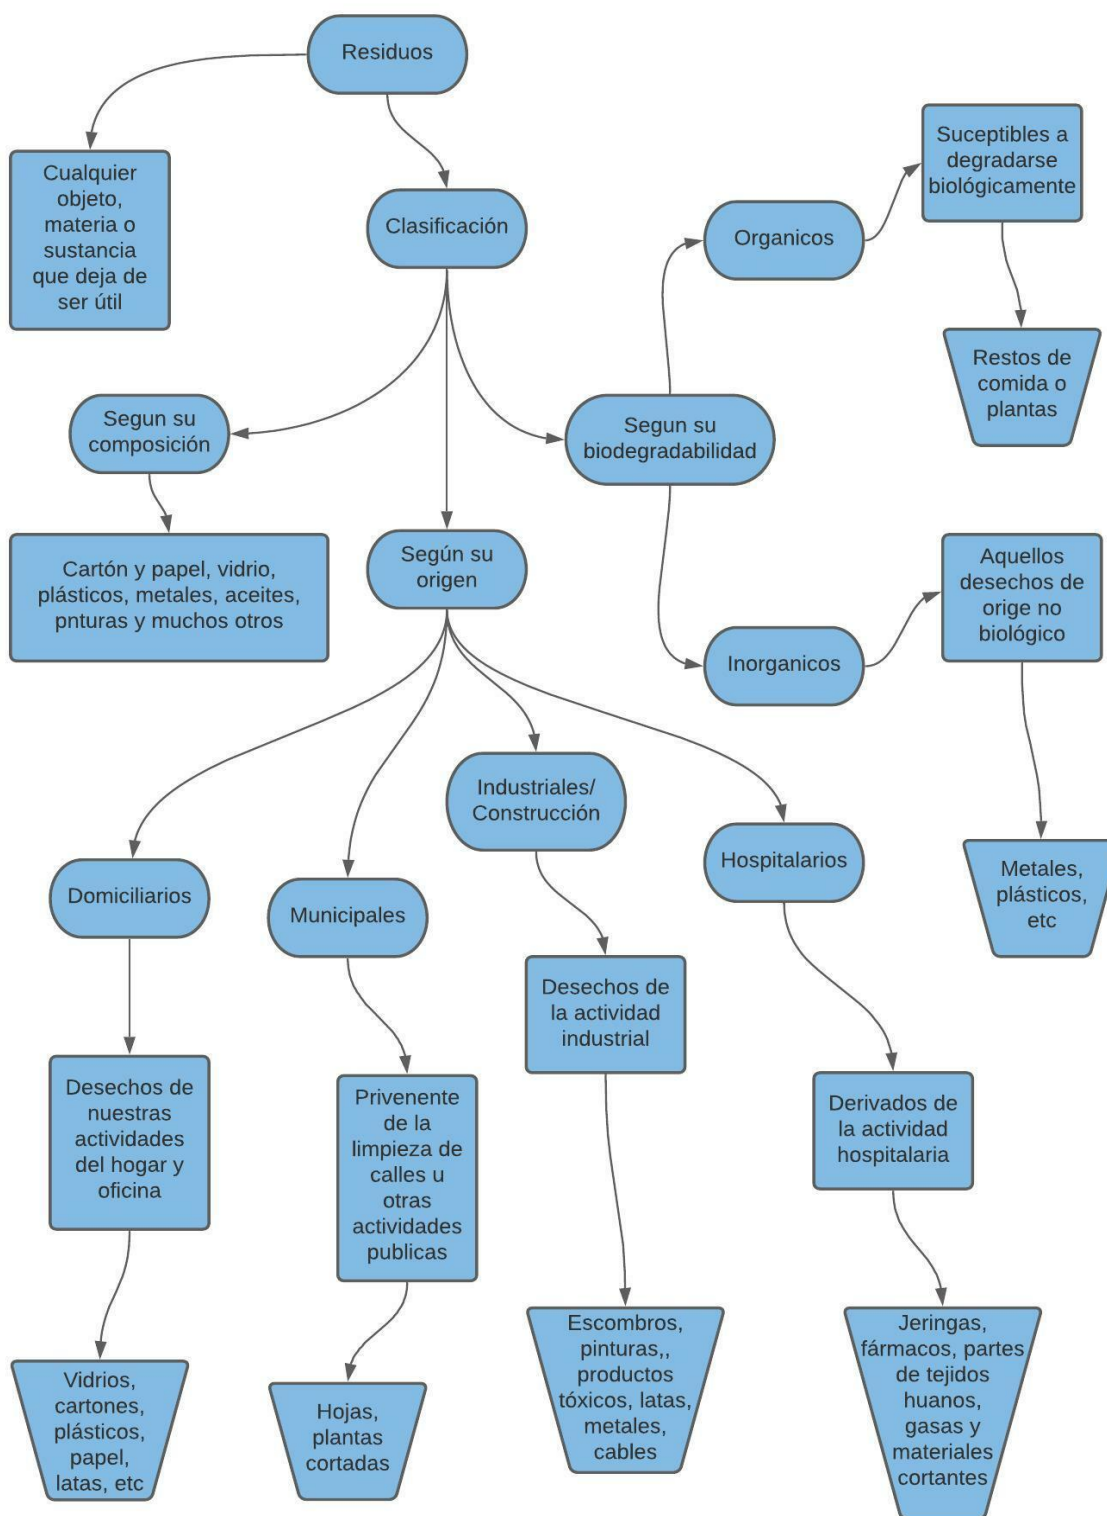 Residuos
Cualquier
objeto,
materia o
sustancia
que deja de
ser útil
Clasificación
Organicos
Suceptibles a
degradarse
biológicamente
Restos de
comida o
plantas
Segun su
composición
Segun su
biodegradabilidad
Cartón y papel, vidrio,
plásticos, metales, aceites,
pnturas y muchos otros
Según su
origen
Inorganicos
Aquellos
desechos de
orige no
biológico
Metales,
plásticos,
etc
Domiciliarios
Municipales
Industriales/
Construcción
Hospitalarios
Desechos de
nuestras
actividades
del hogar y
oficina
Privenente
de la
limpieza de
calles u
otras
actividades
publicas
Desechos de
la actividad
industrial
Derivados de
la actividad
hospitalaria
Vidrios,
cartones,
plásticos,
papel,
latas, etc
Hojas,
plantas
cortadas
Escombros,
pinturas,,
productos
tóxicos, latas,
metales,
cables
Jeringas,
fármacos, partes
de tejidos
huanos,
gasas y
materiales
cortantes